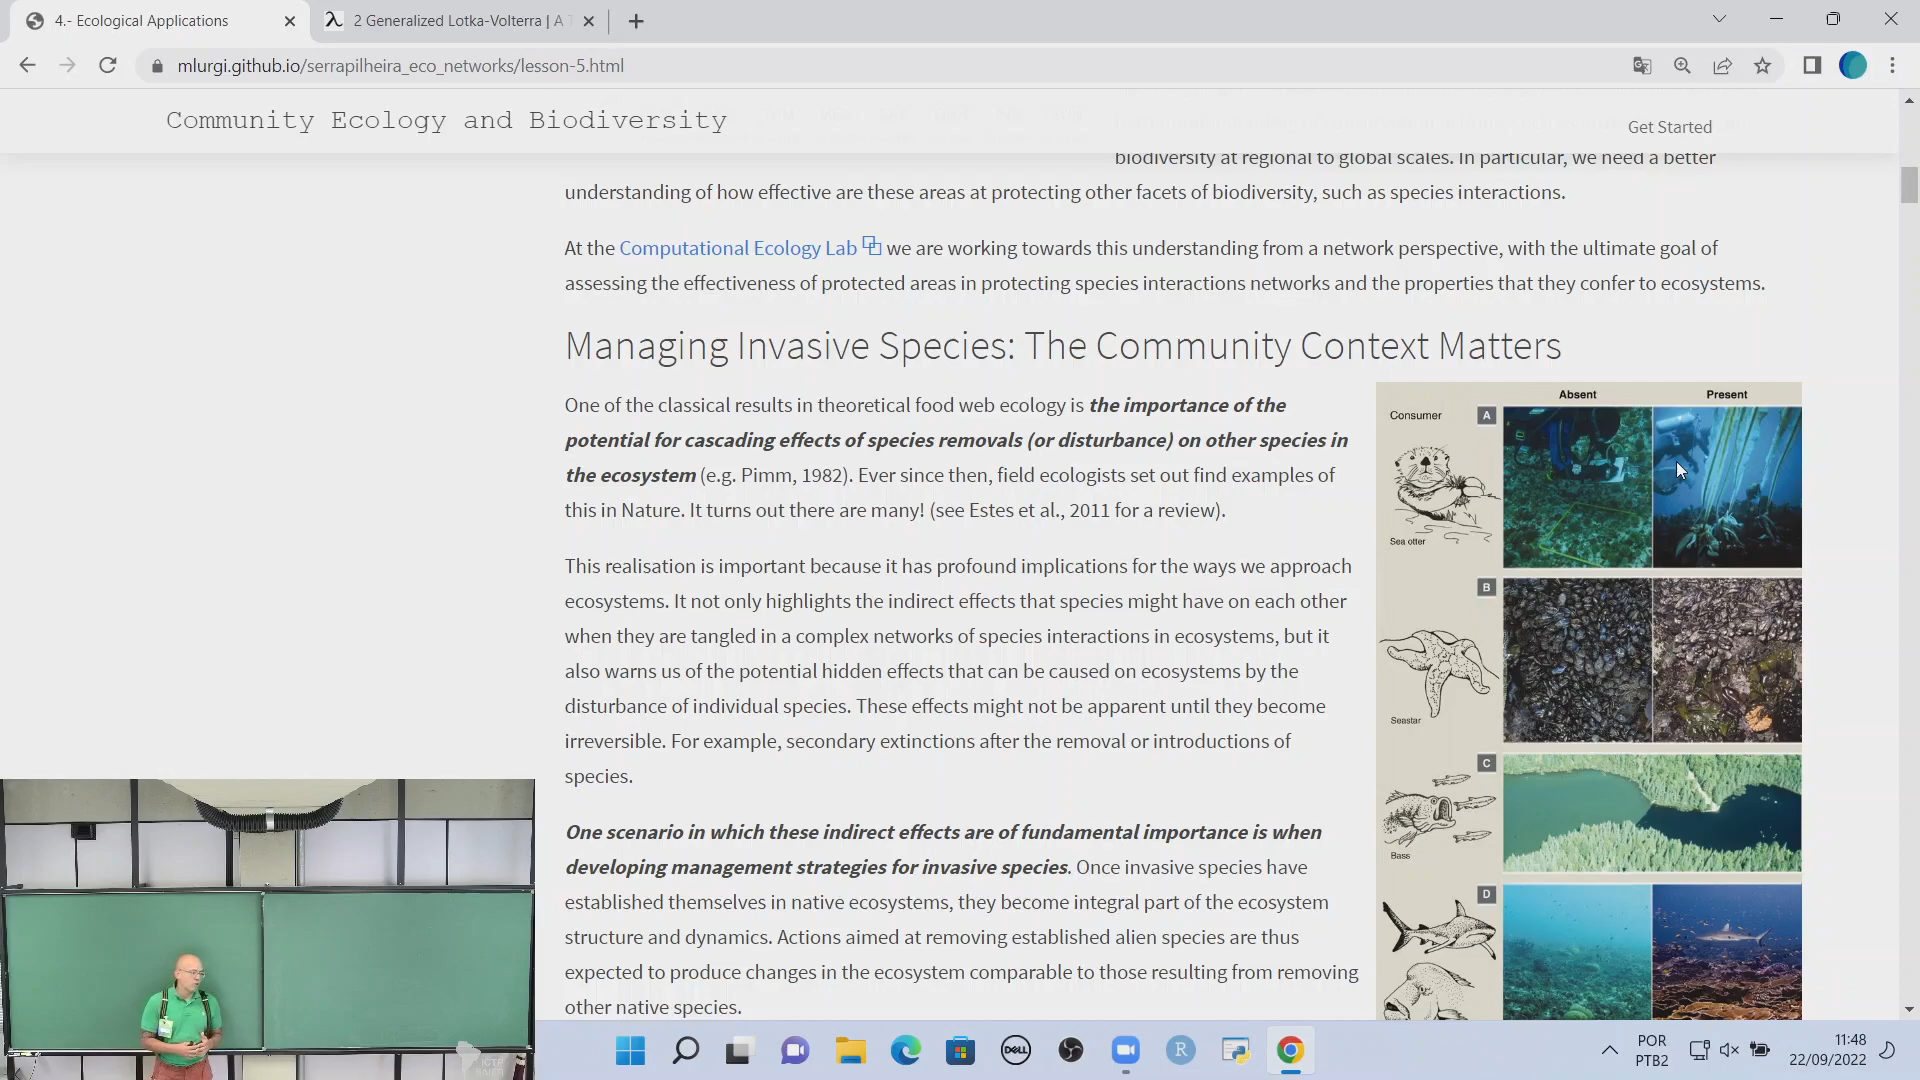 4.- Ecological Applications
2 Generalized Lotka-Volterra | A T
mlurgi.github.io/serrapilheira_eco_networks/lesson-5.html
Community Ecology and Biodiversity
Get Started
biodiversity at regional to global scales. In particular, we need a better
understanding of how effective are these areas at protecting other facets of biodiversity, such as species interactions.
At the Computational Ecology Lab we are working towards this understanding from a network perspective, with the ultimate goal of
assessing the effectiveness of protected areas in protecting species interactions networks and the properties that they confer to ecosystems.
Managing Invasive Species: The Community Context Matters
One of the classical results in theoretical food web ecology is the importance of the
potential for cascading effects of species removals (or disturbance) on other species in
the ecosystem (e.g. Pimm, 1982). Ever since then, field ecologists set out find examples of
this in Nature. It turns out there are many! (see Estes et al., 2011 for a review).
This realisation is important because it has profound implications for the ways we approach
ecosystems. It not only highlights the indirect effects that species might have on each other
when they are tangled in a complex networks of species interactions in ecosystems, but it
also warns us of the potential hidden effects that can be caused on ecosystems by the
disturbance of individual species. These effects might not be apparent until they become
irreversible. For example, secondary extinctions after the removal or introductions of
species.
One scenario in which these indirect effects are of fundamental importance is when
developing management strategies for invasive species. Once invasive species have
established themselves in native ecosystems, they become integral part of the ecosystem
structure and dynamics. Actions aimed at removing established alien species are thus
expected to produce changes in the ecosystem comparable to those resulting from removing
other native species.
Absent Present
Consumer A
Sea otter
B
Seastar
C
Bass
D
DELL
R
POR
PTB2
11:48
22/09/2022